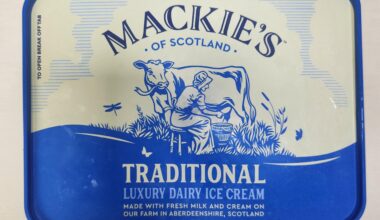 TO OPEN BREAK OFF TAB
MACKIE'S
· OF SCOTLAND ·
TRADITIONAL
LUXURY DAIRY ICE CREAM
MADE WITH FRESH MILK AND CREAM ON
OUR FARM IN ABERDEENSHIRE, SCOTLAND